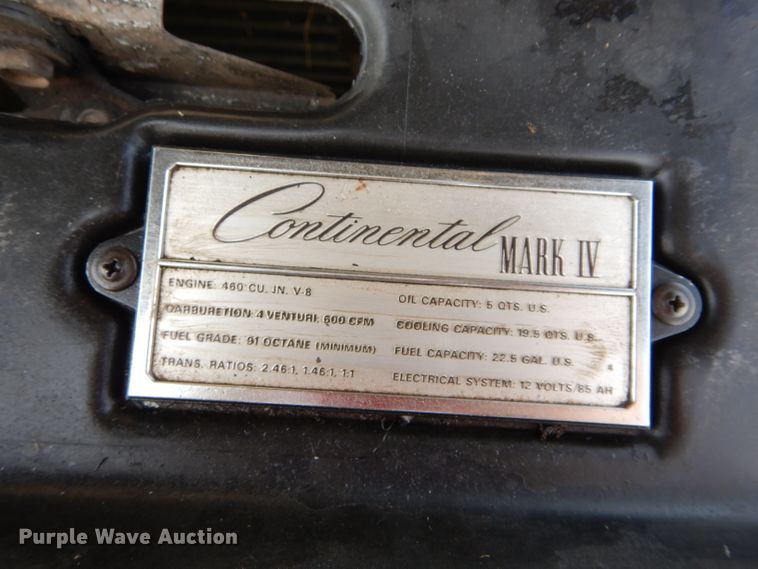 Continental MARK IV
ENGINE: 460 CU. IN. V-8
CARBURETION: 4 VENTURI: 600 CFM
FUEL GRADE: 91 OCTANE (MINIMUM)
TRANS. RATIOS: 2.46:1, 1.46:1, 1:1
OIL CAPACITY: 5 QTS. U.S.
COOLING CAPACITY: 19.5 QTS. U.S.
FUEL CAPACITY: 22.5 GAL. U.S.
ELECTRICAL SYSTEM: 12 VOLTS/85 AH
Purple Wave Auction